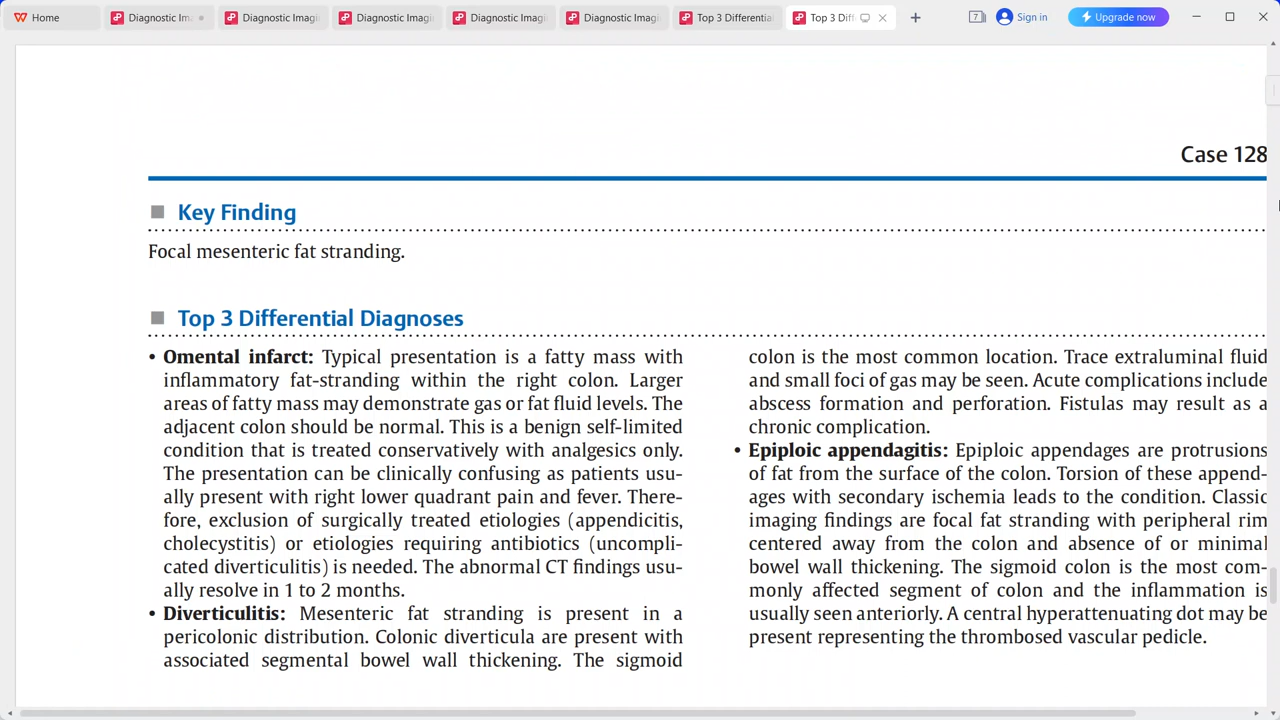 Home
Diagnostic Im
Diagnostic Imagi
Diagnostic Imagi
Diagnostic Imagi
Diagnostic Imagi
Top 3 Differential
Top 3 Diff
7
Sign in
Upgrade now
Case 128
Key Finding
Focal mesenteric fat stranding.
Top 3 Differential Diagnoses
• Omental infarct: Typical presentation is a fatty mass with
inflammatory fat-stranding within the right colon. Larger
areas of fatty mass may demonstrate gas or fat fluid levels. The
adjacent colon should be normal. This is a benign self-limited
condition that is treated conservatively with analgesics only.
The presentation can be clinically confusing as patients usu-
ally present with right lower quadrant pain and fever. There-
fore, exclusion of surgically treated etiologies (appendicitis,
cholecystitis) or etiologies requiring antibiotics (uncompli-
cated diverticulitis) is needed. The abnormal CT findings usu-
ally resolve in 1 to 2 months.
• Diverticulitis: Mesenteric fat stranding is present in a
pericolonic distribution. Colonic diverticula are present with
associated segmental bowel wall thickening. The sigmoid
colon is the most common location. Trace extraluminal fluid
and small foci of gas may be seen. Acute complications include
abscess formation and perforation. Fistulas may result as a
chronic complication.
• Epiploic appendagitis: Epiploic appendages are protrusions
of fat from the surface of the colon. Torsion of these append-
ages with secondary ischemia leads to the condition. Classic
imaging findings are focal fat stranding with peripheral rim
centered away from the colon and absence of or minimal
bowel wall thickening. The sigmoid colon is the most com-
monly affected segment of colon and the inflammation is
usually seen anteriorly. A central hyperattenuating dot may be
present representing the thrombosed vascular pedicle.